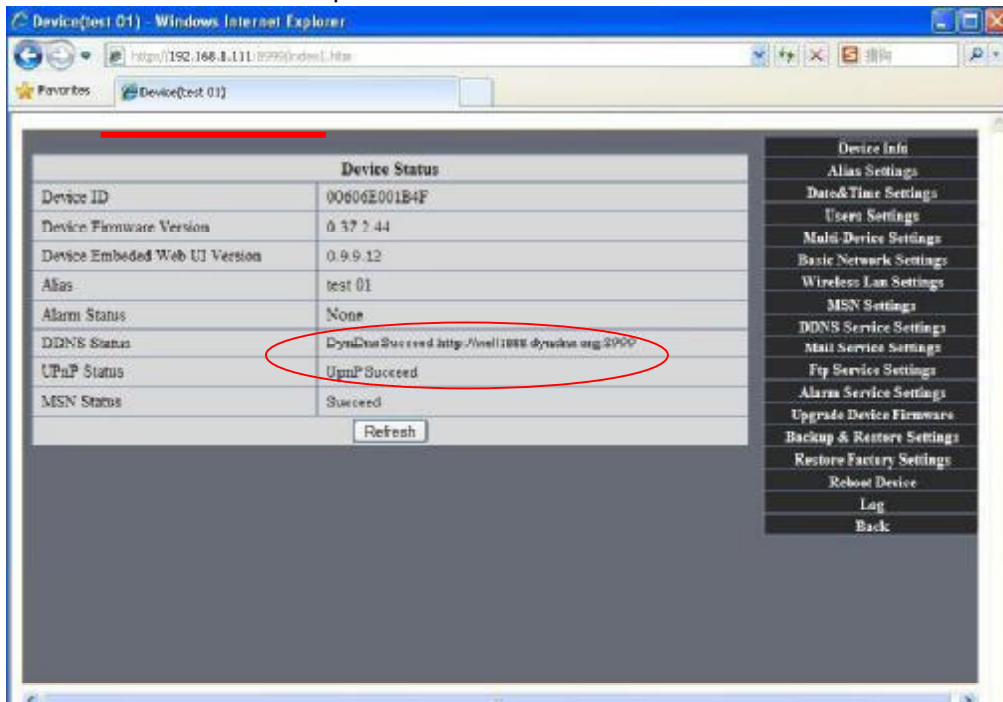 Device(test 01) - Windows Internet Explorer
http://192.168.1.111:8999/index1.htm
Favorites Device(test 01)
Device Status
Device ID 00606E001B4F
Device Firmware Version 0.37.2.44
Device Embeded Web UI Version 0.9.9.12
Alias test 01
Alarm Status None
DDNS Status DynDns Succeed
UPnP Status UpnP Succeed
MSN Status Succeed
Refresh
Device Info
Alias Settings
Date&Time Settings
Users Settings
Multi-Device Settings
Basic Network Settings
Wireless Lan Settings
MSN Settings
DDNS Service Settings
Mail Service Settings
Ftp Service Settings
Alarm Service Settings
Upgrade Device Firmware
Backup & Restore Settings
Restore Factory Settings
Reboot Device
Log
Back